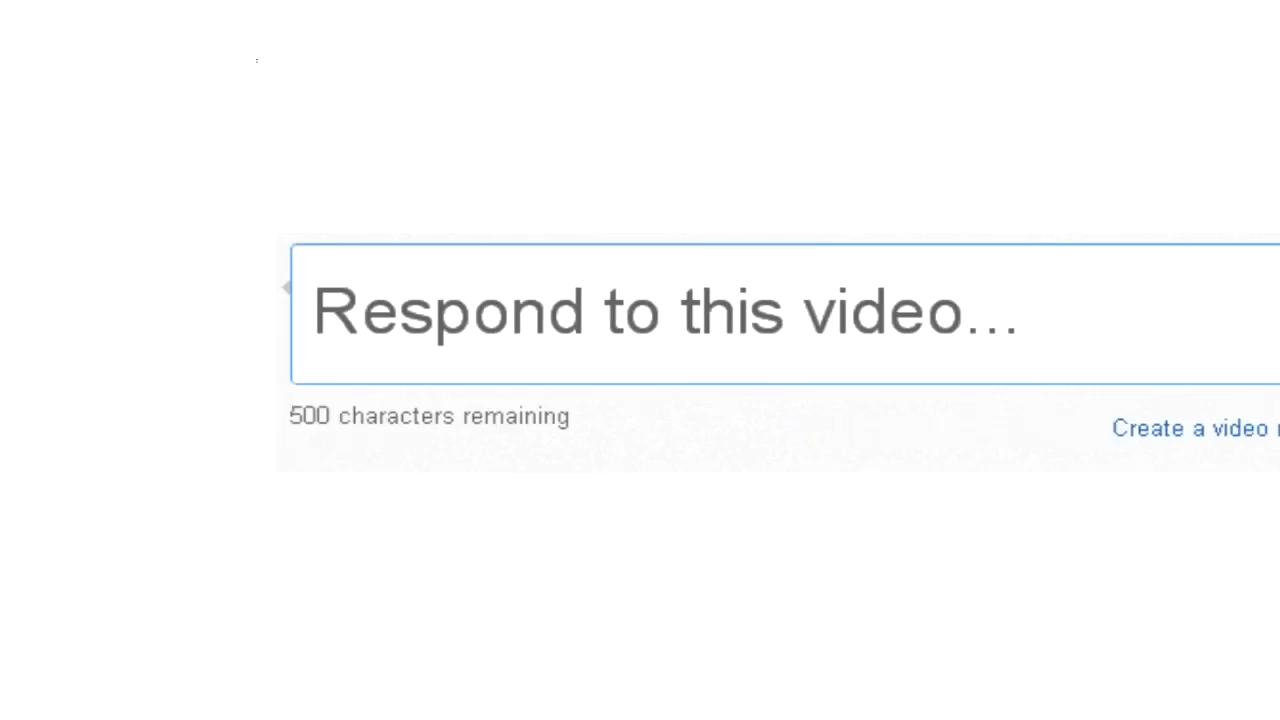 Respond to this video...
500 characters remaining
Create a video